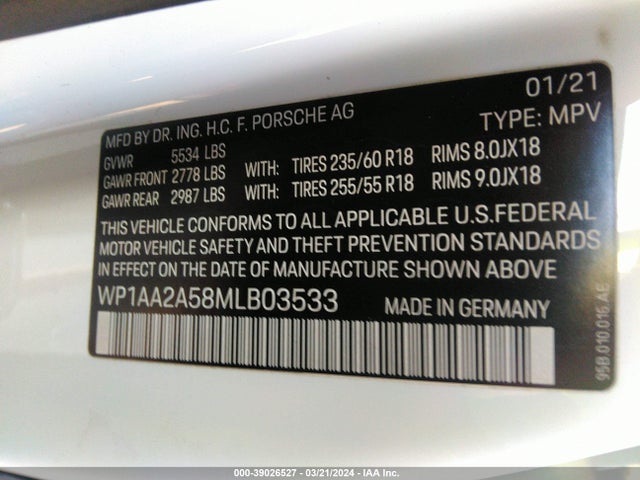 01/21
MFD BY DR. ING. H.C. F. PORSCHE AG TYPE: MPV
GVWR 5534 LBS
GAWR FRONT 2778 LBS WITH: TIRES 235/60 R18 RIMS 8.0JX18
GAWR REAR 2987 LBS WITH: TIRES 255/55 R18 RIMS 9.0JX18
THIS VEHICLE CONFORMS TO ALL APPLICABLE U.S.FEDERAL
MOTOR VEHICLE SAFETY AND THEFT PREVENTION STANDARDS
IN EFFECT ON THE DATE OF MANUFACTURE SHOWN ABOVE
WP1AA2A58MLB03533 MADE IN GERMANY
95B.010.016.AE
000-39026527 - 03/21/2024 - IAA Inc.